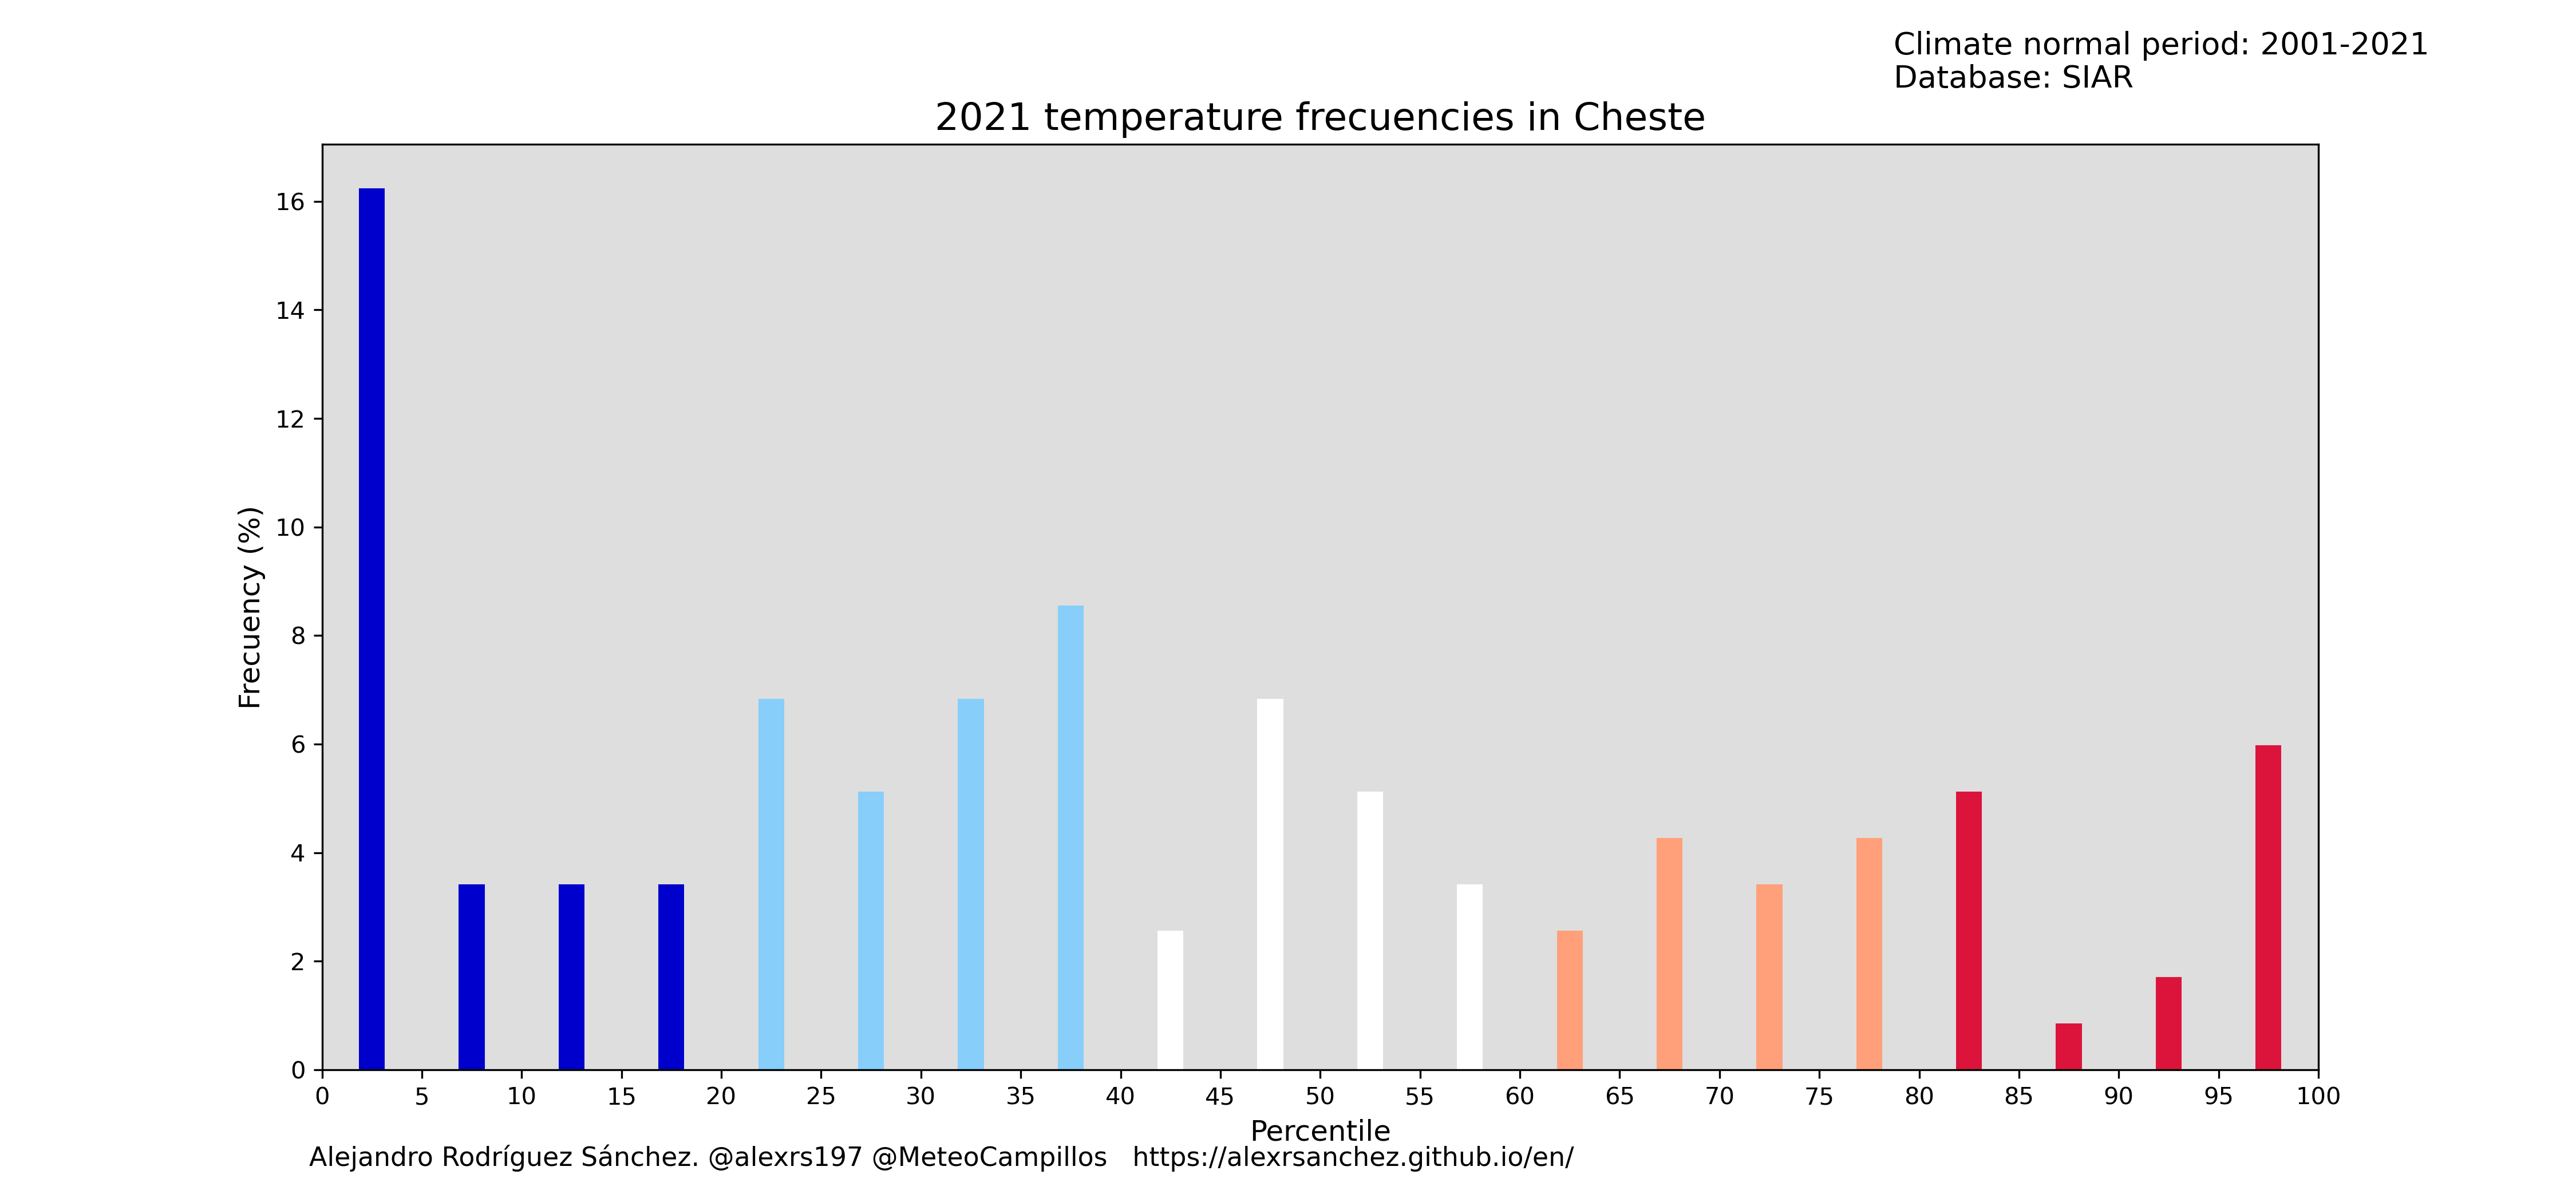 Climate normal period: 2001-2021
Database: SIAR
2021 temperature frecuencies in Cheste
Frecuency (%)
16
14
12
10
8
6
4
2
0
0 5 10 15 20 25 30 35 40 45 50 55 60 65 70 75 80 85 90 95 100
Percentile
Alejandro Rodríguez Sánchez. @alexrs197 @MeteoCampillos https://alexrsanchez.github.io/en/